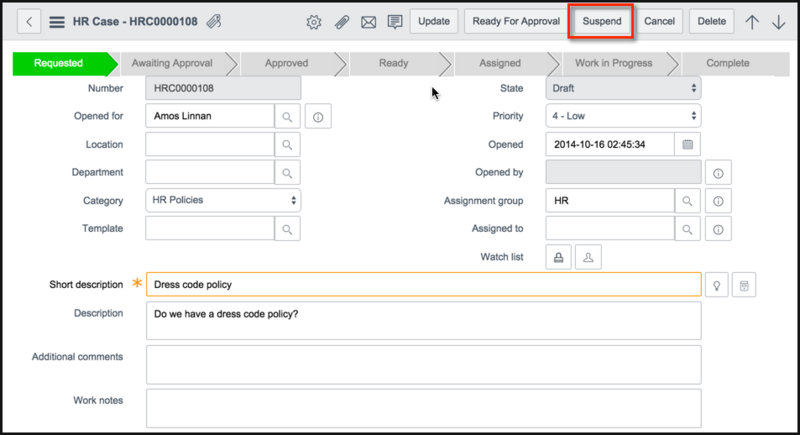 HR Case - HRC0000108
Update
Ready For Approval
Suspend
Cancel
Delete
Requested
Awaiting Approval
Approved
Ready
Assigned
Work in Progress
Complete
Number HRC0000108
State Draft
Opened for Amos Linnan
Priority 4 - Low
Location
Opened 2014-10-16 02:45:34
Department
Opened by
Category HR Policies
Assignment group HR
Template
Assigned to
Watch list
Short description Dress code policy
Description Do we have a dress code policy?
Additional comments
Work notes